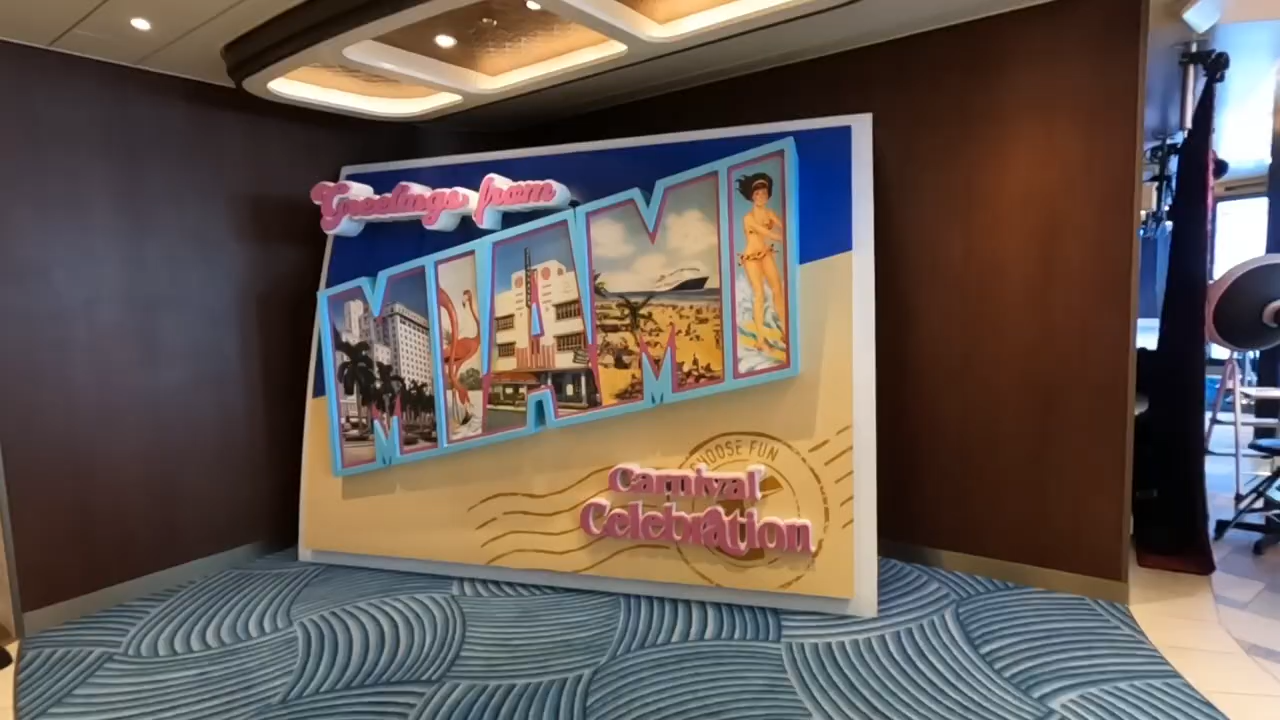 Greetings from
MIAMI
CHOOSE FUN
Carnival
Celebration